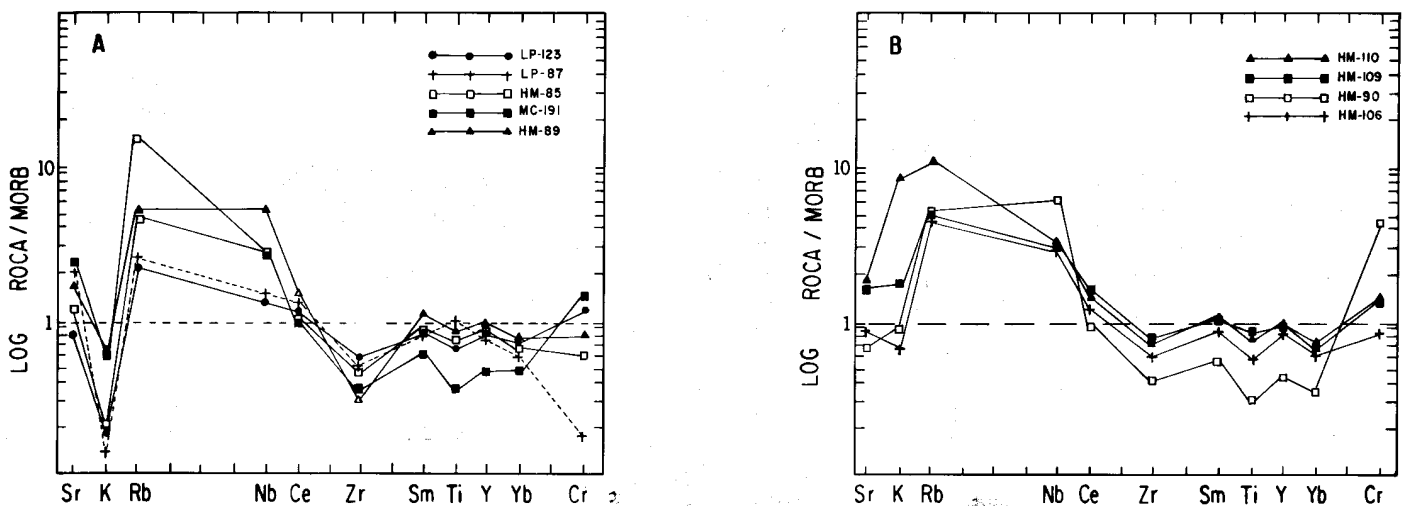 A
LP-123
LP-87
HM-85
MC-191
HM-89
10
1
LOG ROCA / MORB
Sr K Rb Nb Ce Zr Sm Ti Y Yb Cr
B
HM-110
HM-109
HM-90
HM-106
10
1
LOG ROCA / MORB
Sr K Rb Nb Ce Zr Sm Ti Y Yb Cr